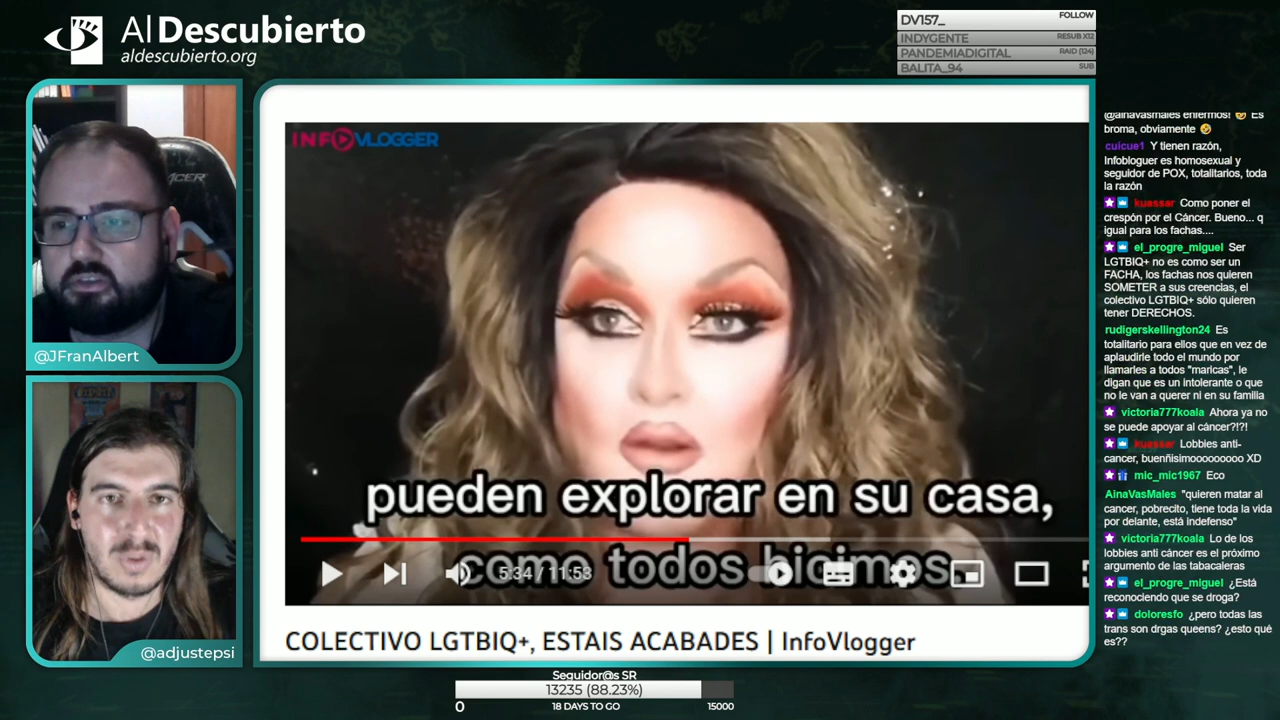 Al Descubierto
aldescubierto.org
DV157_ FOLLOW
INDYGENTE RESUB X12
PANDEMIADIGITAL RAID (124)
BALITA_94 SUB
INFOVLOGGER
ACER
@JFranAlbert
@adjustepsi
pueden explorar en su casa,
como todos hicimos
5:34 / 11:53
COLECTIVO LGTBIQ+, ESTAIS ACABADES | InfoVlogger
Seguidor@s SR
13235 (88.23%)
0 18 DAYS TO GO 15000
@ainavasmales enfermos! 🤣 Es
broma, obviamente 🤣
cuicue1 Y tienen razón,
Infobloguer es homosexual y
seguidor de POX, totalitarios, toda
la razón
kuassar Como poner el
crespón por el Cáncer. Bueno... q
igual para los fachas....
el_progre_miguel Ser
LGTBIQ+ no es como ser un
FACHA, los fachas nos quieren
SOMETER a sus creencias, el
colectivo LGTBIQ+ sólo quieren
tener DERECHOS.
rudigerskellington24 Es
totalitario para ellos que en vez de
aplaudirle todo el mundo por
llamarles a todos "maricas", le
digan que es un intolerante o que
no le van a querer ni en su familia
victoria777koala Ahora ya no
se puede apoyar al cáncer?!?!
kuassar Lobbies anti-
cancer, bueñisimooooooooo XD
mic_mic1967 Eco
AinaVasMales "quieren matar al
cancer, pobrecito, tiene toda la vida
por delante, está indefenso"
victoria777koala Lo de los
lobbies anti cáncer es el próximo
argumento de las tabacaleras
el_progre_miguel ¿Está
reconociendo que se droga?
doloresfo ¿pero todas las
trans son drgas queens? ¿esto qué
es??